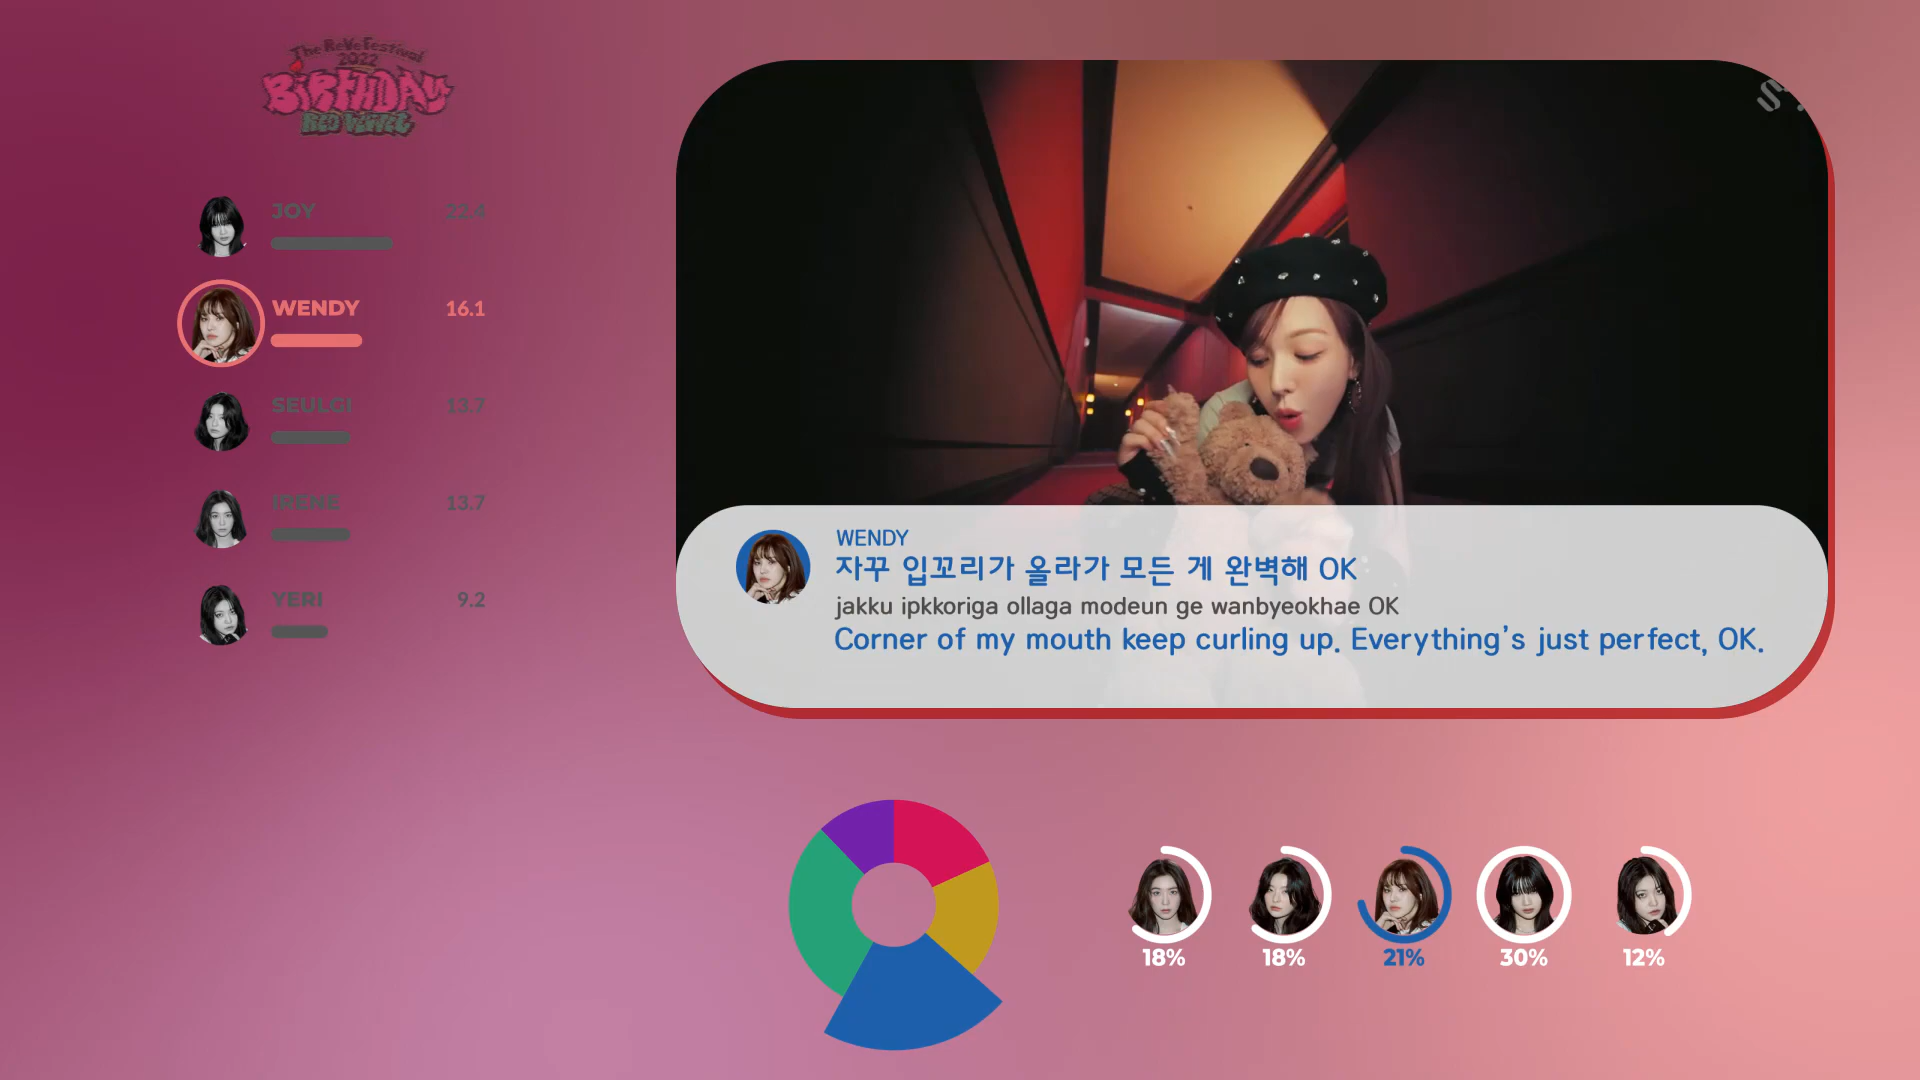 The ReVe Festival
2022
BiRTHDAY
RED VELVET
JOY 22.4
WENDY 16.1
SEULGI 13.7
IRENE 13.7
YERI 9.2
WENDY
자꾸 입꼬리가 올라가 모든 게 완벽해 OK
jakku ipkkoriga ollaga modeun ge wanbyeokhae OK
Corner of my mouth keep curling up. Everything's just perfect, OK.
18% 18% 21% 30% 12%